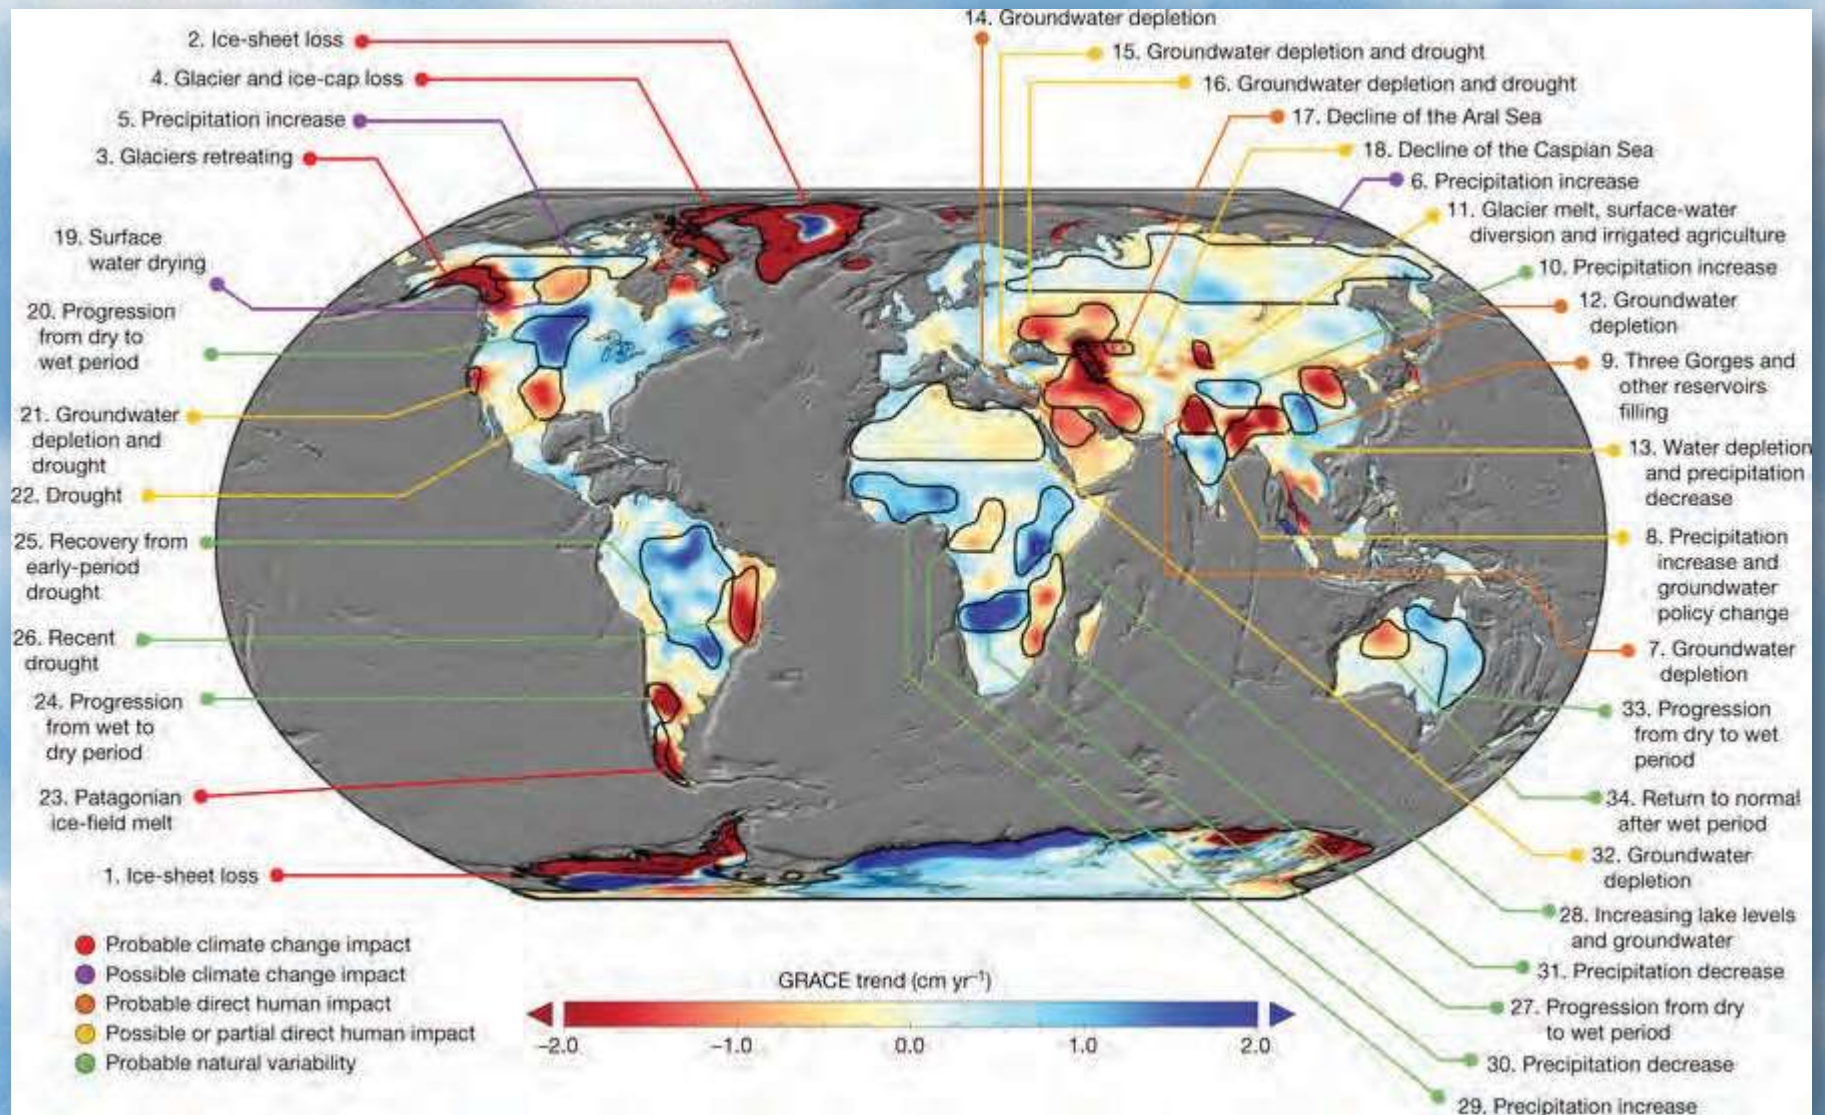 2. Ice-sheet loss
4. Glacier and ice-cap loss
5. Precipitation increase
3. Glaciers retreating
19. Surface
water drying
20. Progression
from dry to
wet period
21. Groundwater
depletion and
drought
22. Drought
25. Recovery from
early-period
drought
26. Recent
drought
24. Progression
from wet to
dry period
23. Patagonian
ice-field melt
1. Ice-sheet loss
14. Groundwater depletion
15. Groundwater depletion and drought
16. Groundwater depletion and drought
17. Decline of the Aral Sea
18. Decline of the Caspian Sea
6. Precipitation increase
11. Glacier melt, surface-water
diversion and irrigated agriculture
10. Precipitation increase
12. Groundwater
depletion
9. Three Gorges and
other reservoirs
filling
13. Water depletion
and precipitation
decrease
8. Precipitation
increase and
groundwater
policy change
7. Groundwater
depletion
33. Progression
from dry to wet
period
34. Return to normal
after wet period
32. Groundwater
depletion
28. Increasing lake levels
and groundwater
31. Precipitation decrease
27. Progression from dry
to wet period
30. Precipitation decrease
29. Precipitation increase
Probable climate change impact
Possible climate change impact
Probable direct human impact
Possible or partial direct human impact
Probable natural variability
GRACE trend (cm yr⁻¹)
–2.0 –1.0 0.0 1.0 2.0